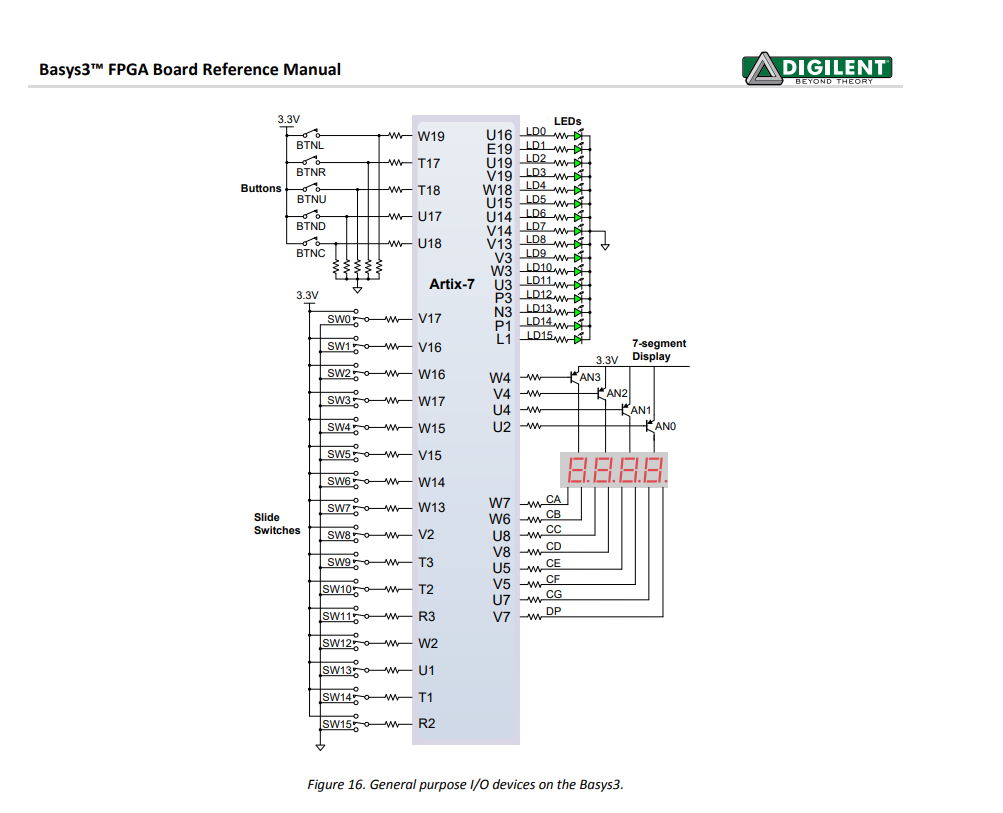 Basys3™ FPGA Board Reference Manual
DIGILENT
BEYOND THEORY
3.3V
BTNL
BTNR
Buttons
BTNU
BTND
BTNC
W19
T17
T18
U17
U18
Artix-7
3.3V
SW0
SW1
SW2
SW3
SW4
SW5
SW6
SW7
Slide
Switches
SW8
SW9
SW10
SW11
SW12
SW13
SW14
SW15
V17
V16
W16
W17
W15
V15
W14
W13
V2
T3
T2
R3
W2
U1
T1
R2
LEDs
U16 LD0
E19 LD1
U19 LD2
V19 LD3
W18 LD4
U15 LD5
U14 LD6
V14 LD7
V13 LD8
V3 LD9
W3 LD10
U3 LD11
P3 LD12
N3 LD13
P1 LD14
L1 LD15
7-segment
Display
3.3V
W4 AN3
V4 AN2
U4 AN1
U2 AN0
8.8.8.8.
W7 CA
W6 CB
U8 CC
V8 CD
U5 CE
V5 CF
U7 CG
V7 DP
Figure 16. General purpose I/O devices on the Basys3.